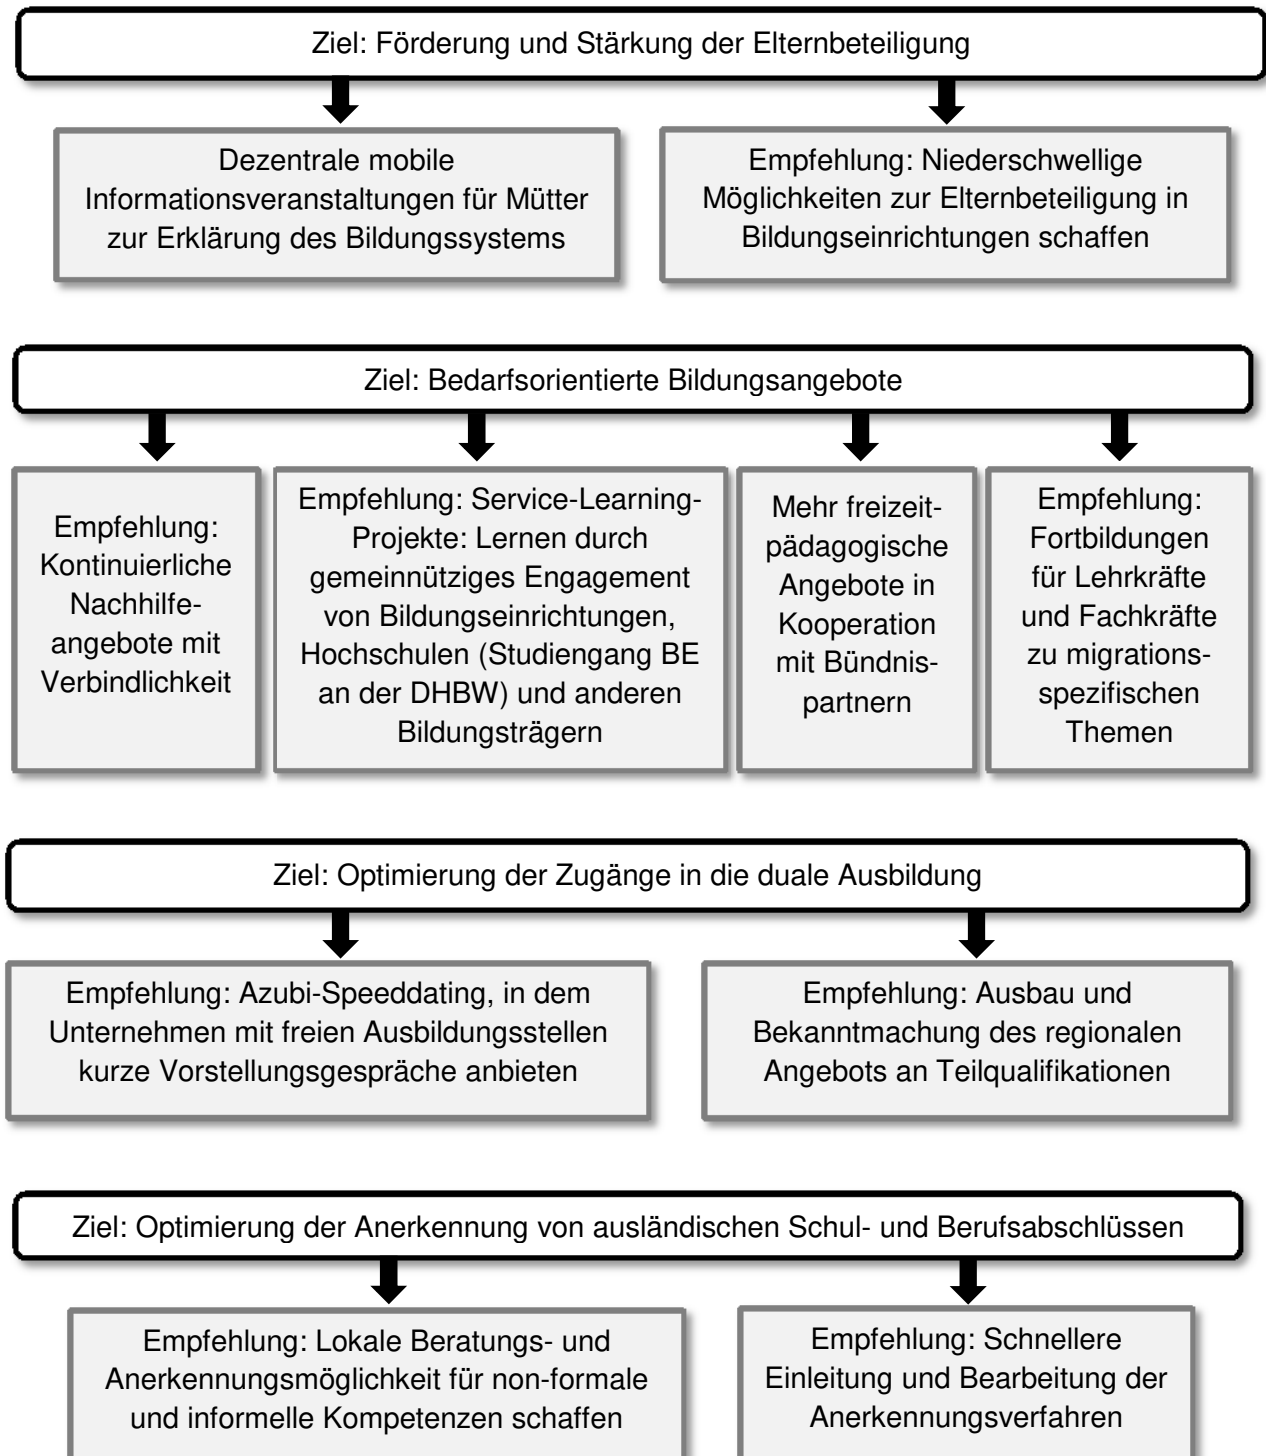 Ziel: Förderung und Stärkung der Elternbeteiligung
Dezentrale mobile
Informationsveranstaltungen für Mütter
zur Erklärung des Bildungssystems
Empfehlung: Niederschwellige
Möglichkeiten zur Elternbeteiligung in
Bildungseinrichtungen schaffen
Ziel: Bedarfsorientierte Bildungsangebote
Empfehlung:
Kontinuierliche
Nachhilfe-
angebote mit
Verbindlichkeit
Empfehlung: Service-Learning-
Projekte: Lernen durch
gemeinnütziges Engagement
von Bildungseinrichtungen,
Hochschulen (Studiengang BE
an der DHBW) und anderen
Bildungsträgern
Mehr freizeit-
pädagogische
Angebote in
Kooperation
mit Bündnis-
partnern
Empfehlung:
Fortbildungen
für Lehrkräfte
und Fachkräfte
zu migrations-
spezifischen
Themen
Ziel: Optimierung der Zugänge in die duale Ausbildung
Empfehlung: Azubi-Speeddating, in dem
Unternehmen mit freien Ausbildungsstellen
kurze Vorstellungsgespräche anbieten
Empfehlung: Ausbau und
Bekanntmachung des regionalen
Angebots an Teilqualifikationen
Ziel: Optimierung der Anerkennung von ausländischen Schul- und Berufsabschlüssen
Empfehlung: Lokale Beratungs- und
Anerkennungsmöglichkeit für non-formale
und informelle Kompetenzen schaffen
Empfehlung: Schnellere
Einleitung und Bearbeitung der
Anerkennungsverfahren